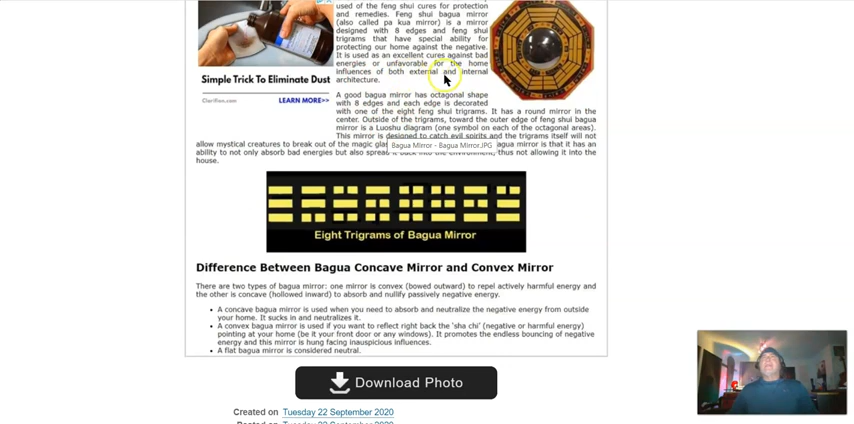 used of the feng shui cures for protection
and remedies. Feng shui bagua mirror
(also called pa kua mirror) is a mirror
designed with 8 edges and feng shui
trigrams that have special ability for
protecting our home against the negative.
It is used as an excellent cures against bad
energies or unfavorable for the home
influences of both external and internal
architecture.
Simple Trick To Eliminate Dust
Clarifion.com
LEARN MORE>>
A good bagua mirror has octagonal shape
with 8 edges and each edge is decorated
with one of the eight feng shui trigrams. It has a round mirror in the
center. Outside of the trigrams, toward the outer edge of feng shui bagua
mirror is a Luoshu diagram (one symbol on each of the octagonal areas).
This mirror is designed to catch evil spirits and the trigrams itself will not
allow mystical creatures to break out of the magic agua mirror is that it has an
Bagua Mirror - Bagua Mirror.JPG
ability to not only absorb bad energies but also spread it back into the environment, thus not allowing it into the
house.
Eight Trigrams of Bagua Mirror
Difference Between Bagua Concave Mirror and Convex Mirror
There are two types of bagua mirror: one mirror is convex (bowed outward) to repel actively harmful energy and
the other is concave (hollowed inward) to absorb and nullify passively negative energy.
• A concave bagua mirror is used when you need to absorb and neutralize the negative energy from outside
your home. It sucks in and neutralizes it.
• A convex bagua mirror is used if you want to reflect right back the 'sha chi' (negative or harmful energy)
pointing at your home (be it your front door or any windows). It promotes the endless bouncing of negative
energy and this mirror is hung facing inauspicious influences.
• A flat bagua mirror is considered neutral.
Download Photo
Created on Tuesday 22 September 2020
Posted on Tuesday 22 September 2020